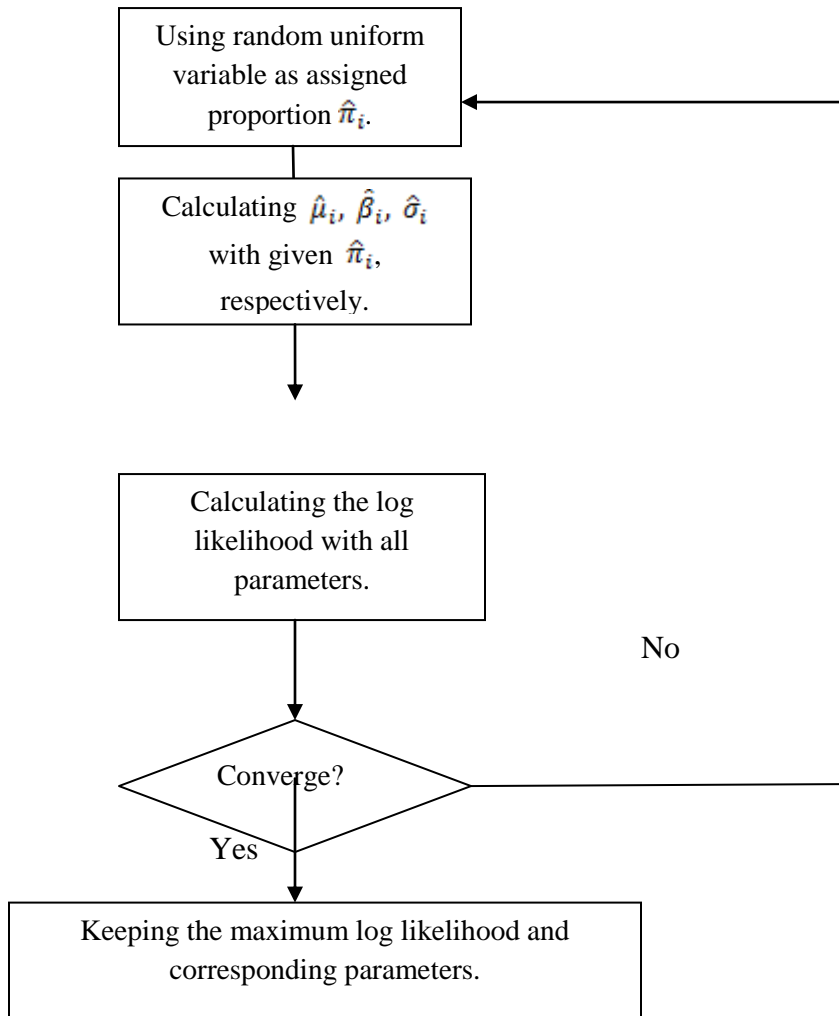 Using random uniform
variable as assigned
proportion π̂ᵢ.
Calculating μ̂ᵢ, β̂ᵢ, σ̂ᵢ
with given π̂ᵢ,
respectively.
Calculating the log
likelihood with all
parameters.
No
Converge?
Yes
Keeping the maximum log likelihood and
corresponding parameters.